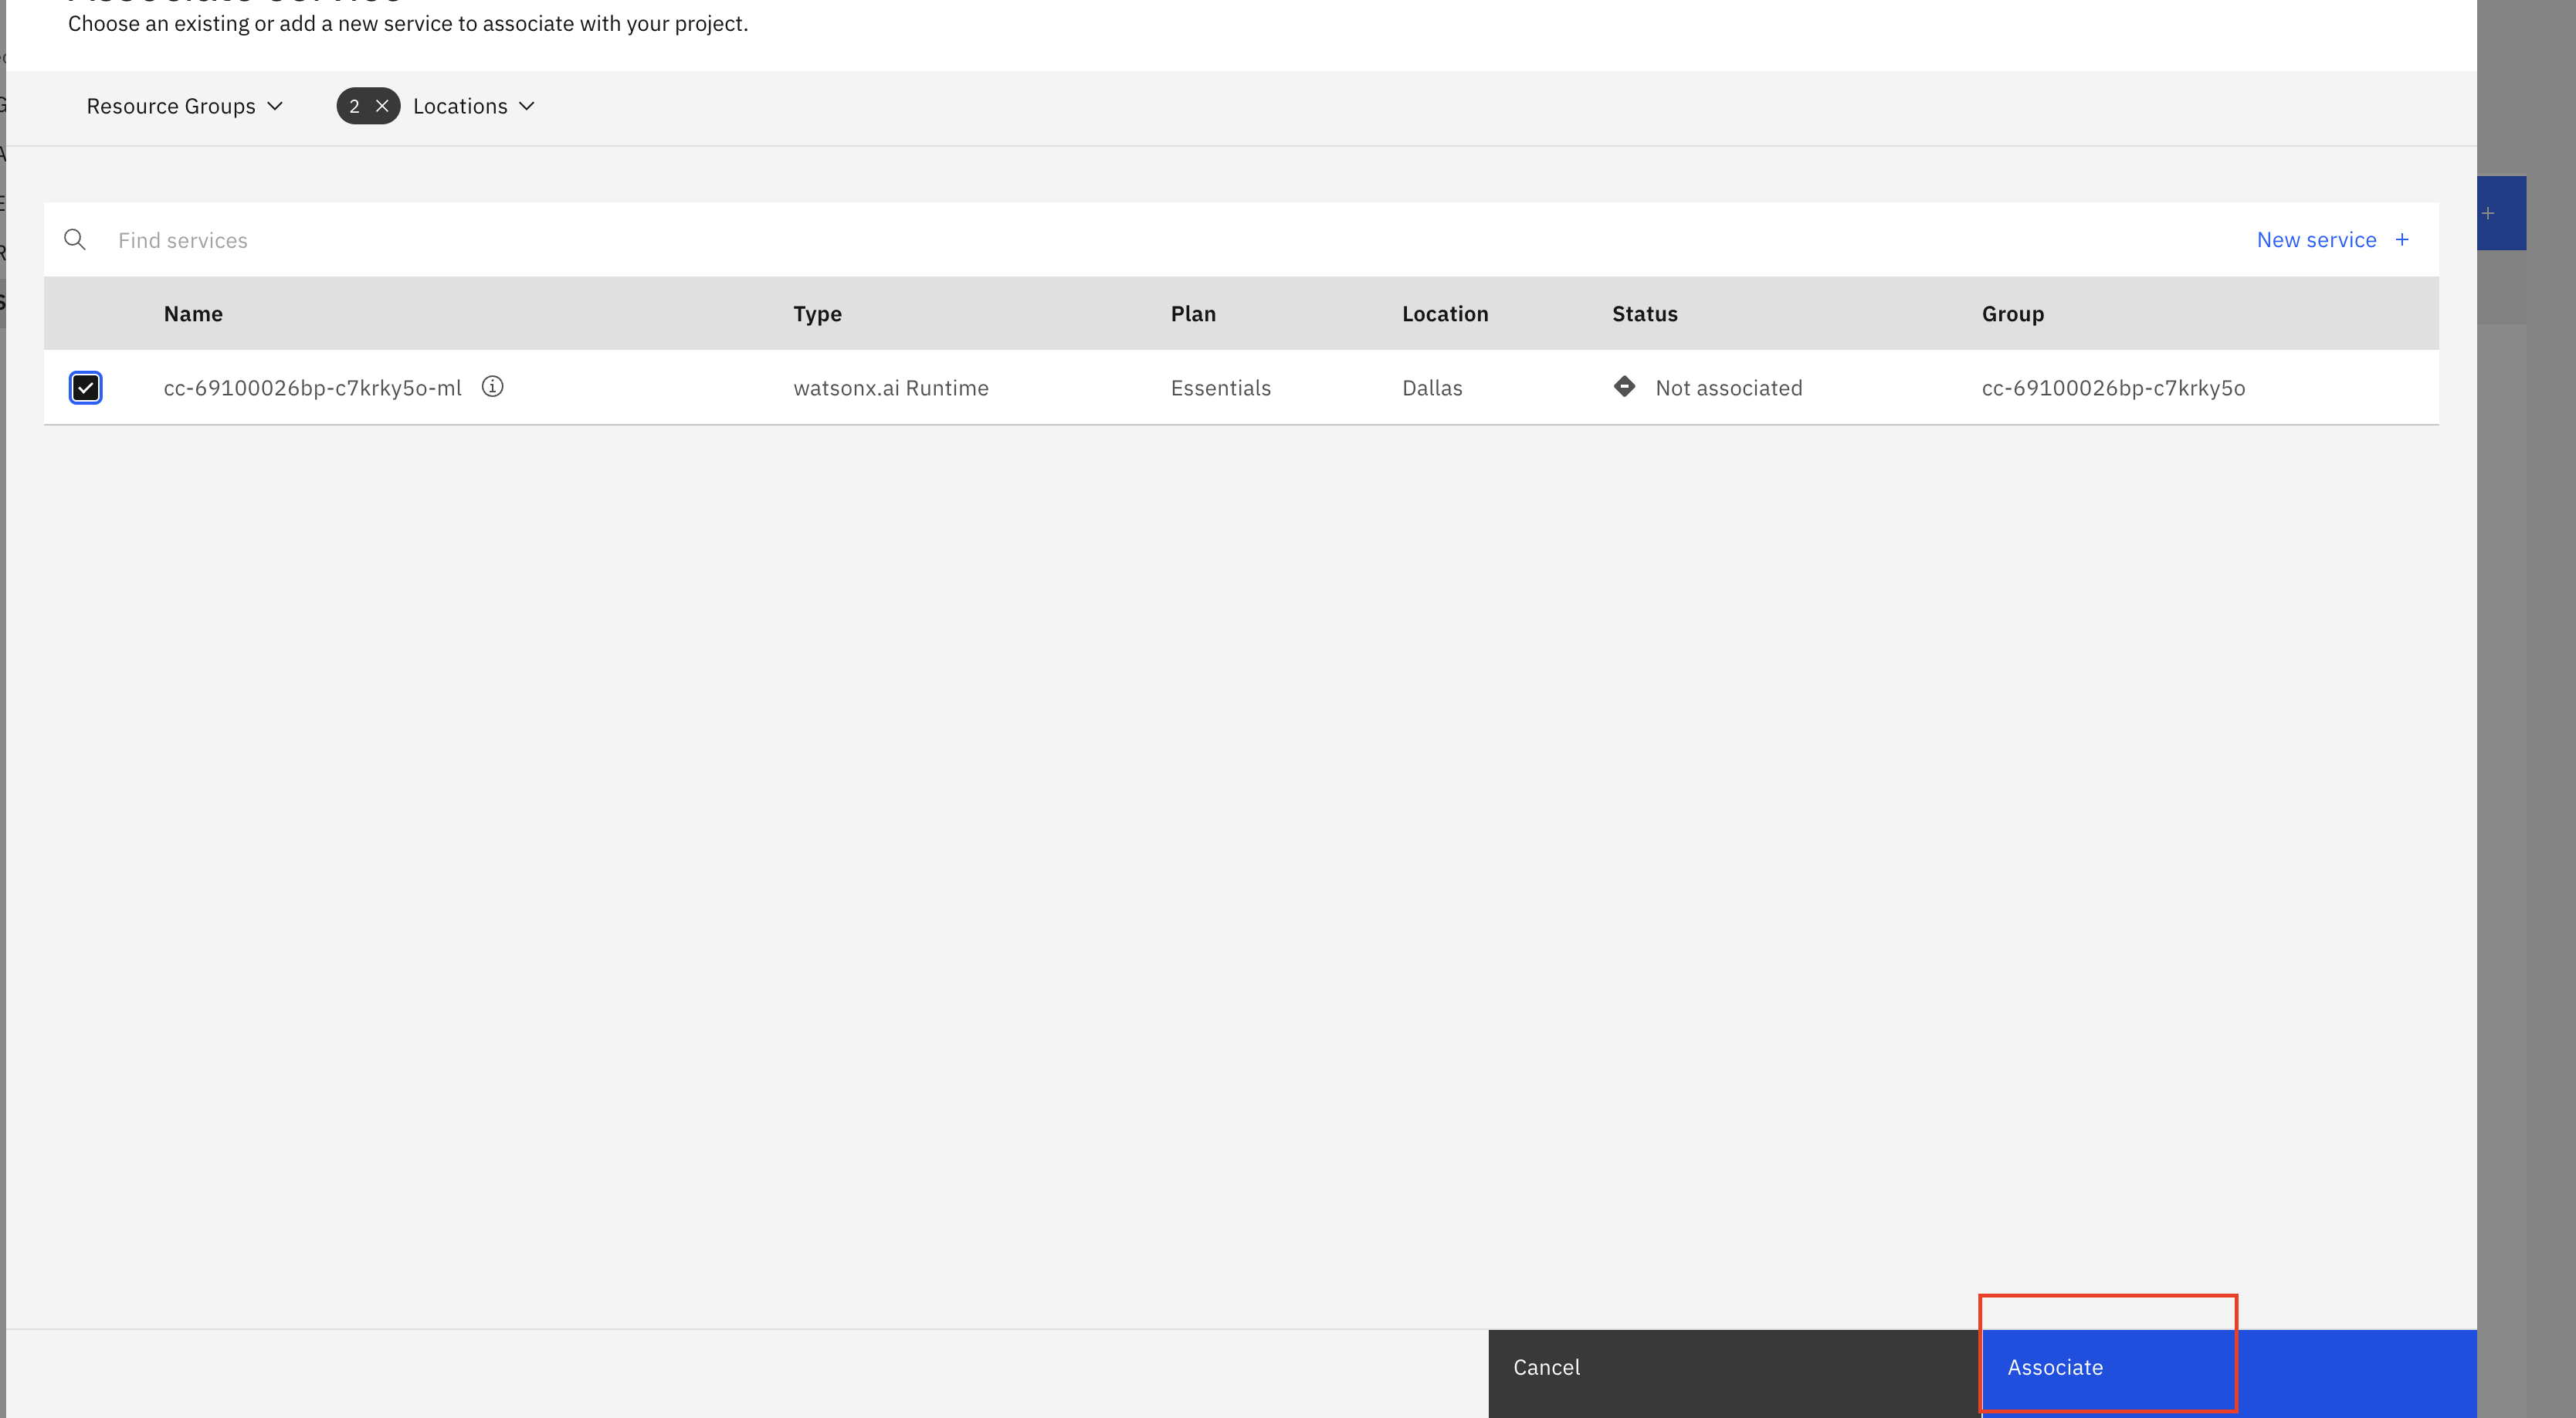 Associate service
Choose an existing or add a new service to associate with your project.
Resource Groups 2 Locations
Find services New service +
Name Type Plan Location Status Group
cc-69100026bp-c7krky5o-ml watsonx.ai Runtime Essentials Dallas Not associated cc-69100026bp-c7krky5o
Cancel Associate